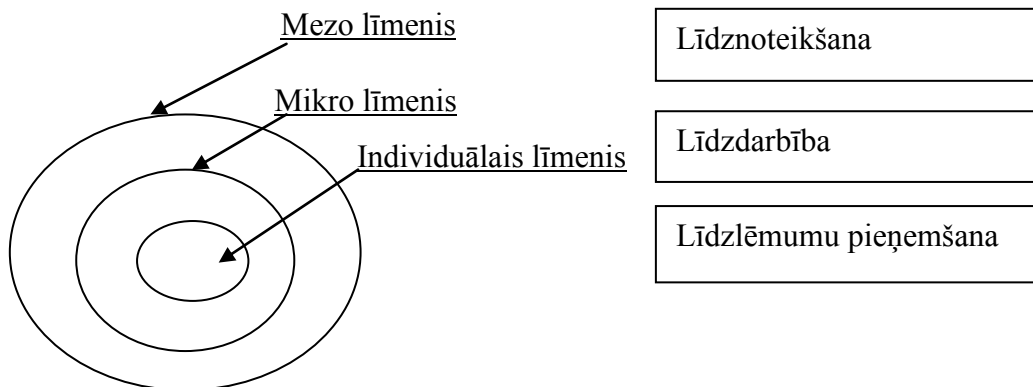 Mezo līmenis
Mikro līmenis
Individuālais līmenis
Līdznoteikšana
Līdzdarbība
Līdzlēmumu pieņemšana